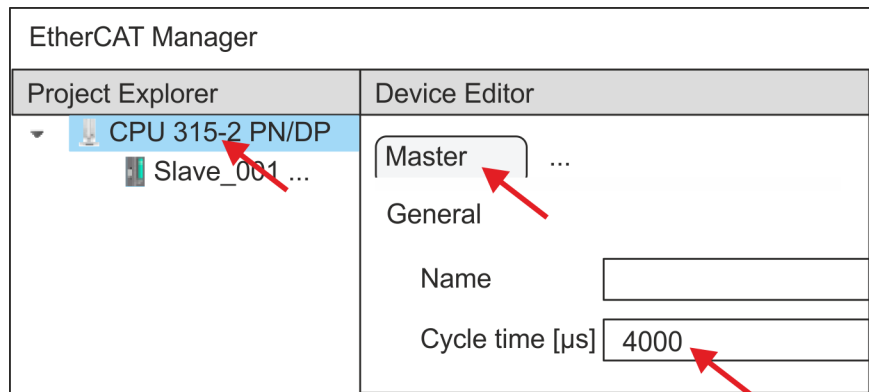 EtherCAT Manager
Project Explorer
Device Editor
CPU 315-2 PN/DP
Slave_001 ...
Master ...
General
Name
Cycle time [µs] 4000